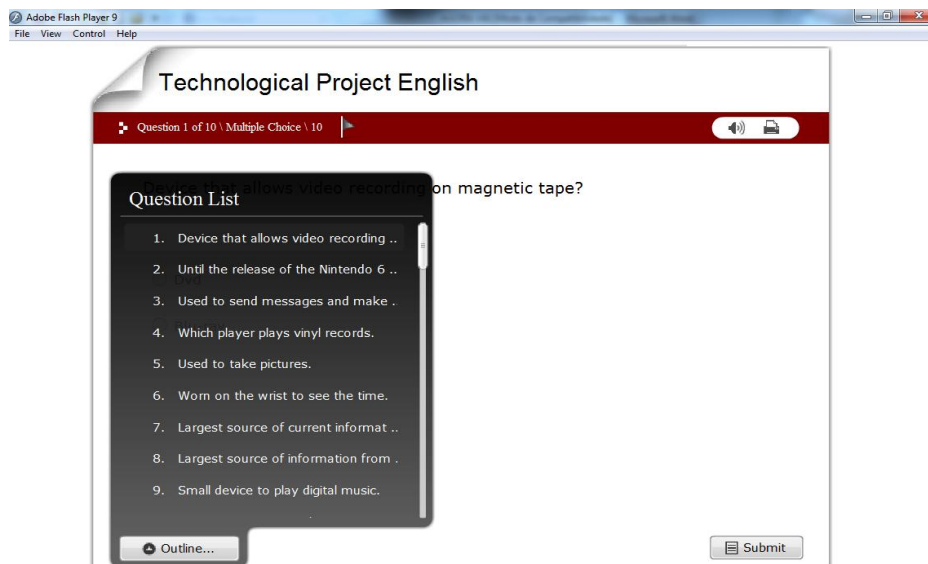 Adobe Flash Player 9
File View Control Help
Technological Project English
Question 1 of 10 \ Multiple Choice \ 10
Device that allows video recording on magnetic tape?
Question List
1. Device that allows video recording ..
2. Until the release of the Nintendo 6 ..
Dvd
3. Used to send messages and make .
4. Which player plays vinyl records.
5. Used to take pictures.
6. Worn on the wrist to see the time.
7. Largest source of current informat ..
8. Largest source of information from .
9. Small device to play digital music.
Outline...
Submit